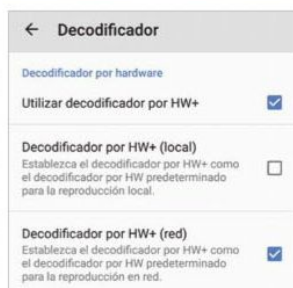 Decodificador
Decodificador por hardware
Utilizar decodificador por HW+
Decodificador por HW+ (local)
Establezca el decodificador por HW+ como
el decodificador por HW predeterminado
para la reproducción local.
Decodificador por HW+ (red)
Establezca el decodificador por HW+ como
el decodificador por HW predeterminado
para la reproducción en red.